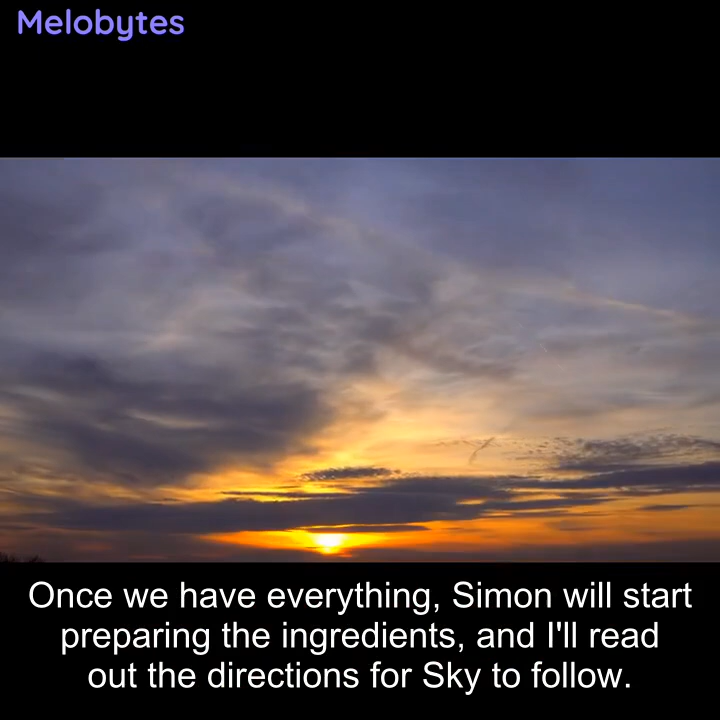 Melobytes
Once we have everything, Simon will start
preparing the ingredients, and I'll read
out the directions for Sky to follow.